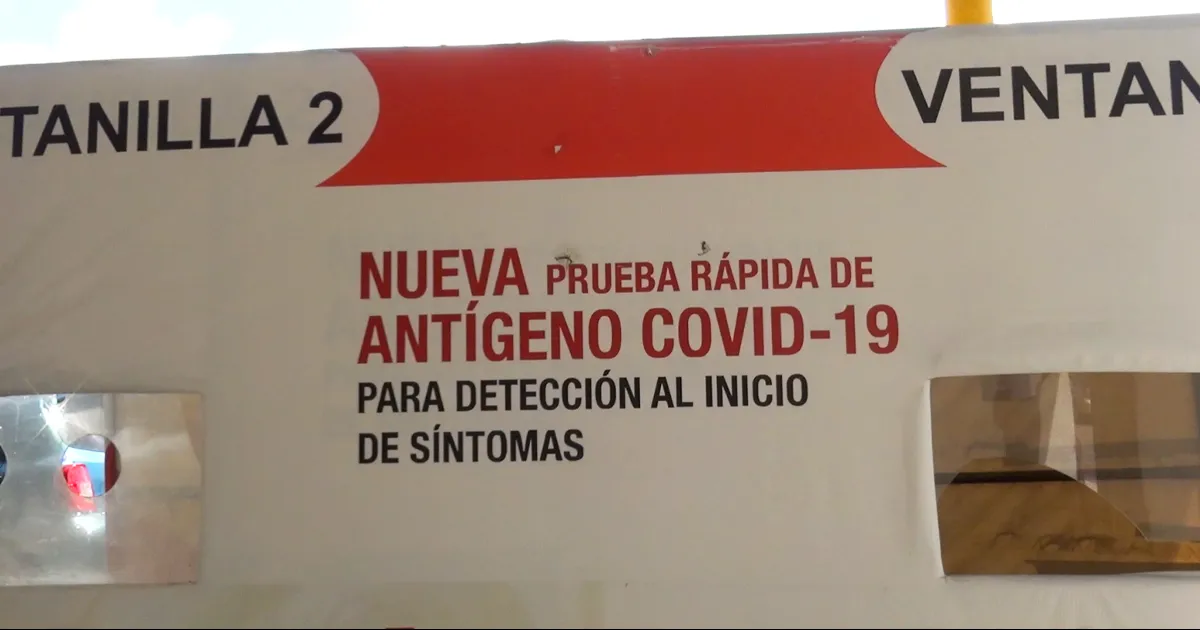 TANILLA 2
VENTAN
NUEVA PRUEBA RÁPIDA DE
ANTÍGENO COVID-19
PARA DETECCIÓN AL INICIO
DE SÍNTOMAS